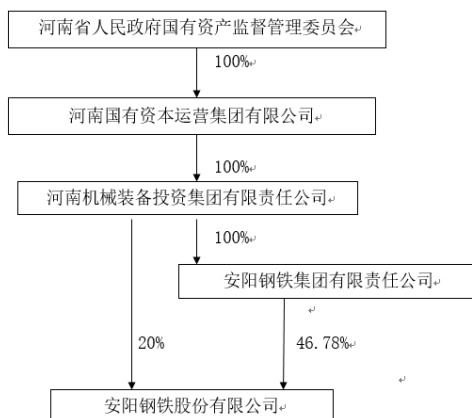 河南省人民政府国有资产监督管理委员会
100%
河南国有资本运营集团有限公司
100%
河南机械装备投资集团有限责任公司
100%
安阳钢铁集团有限责任公司
20%
46.78%
安阳钢铁股份有限公司